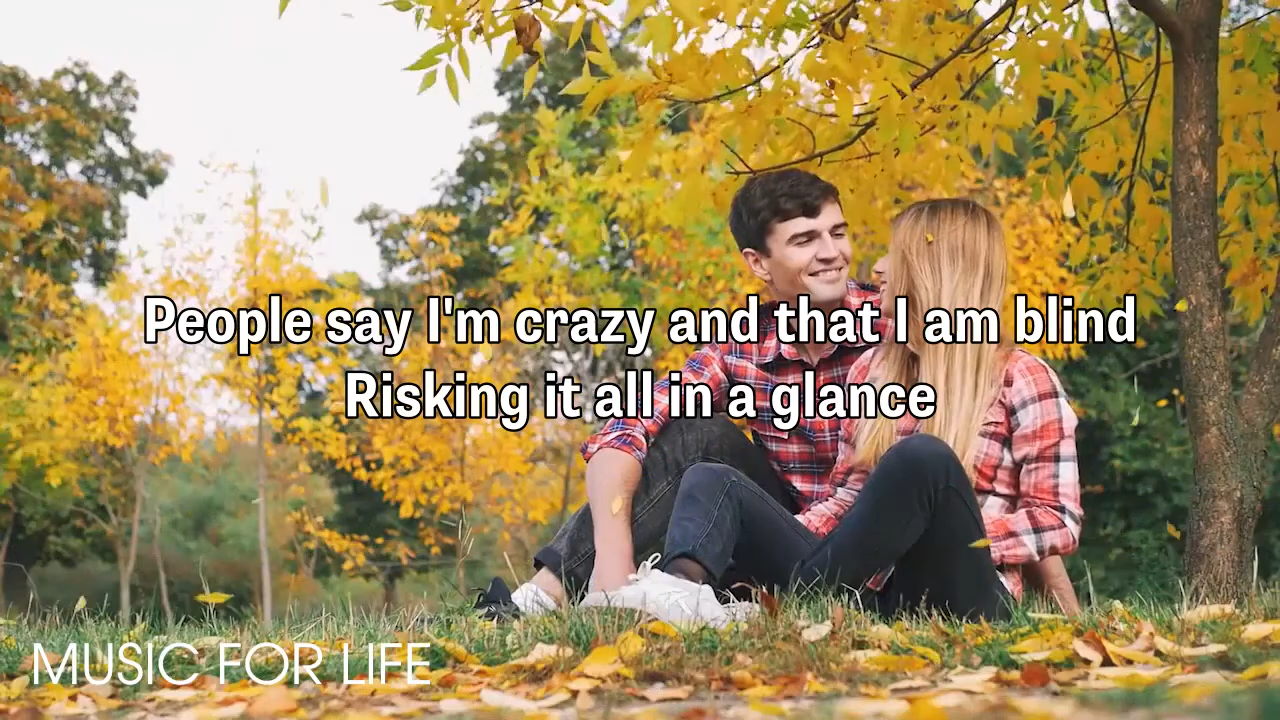 People say I'm crazy and that I am blind
Risking it all in a glance
MUSIC FOR LIFE